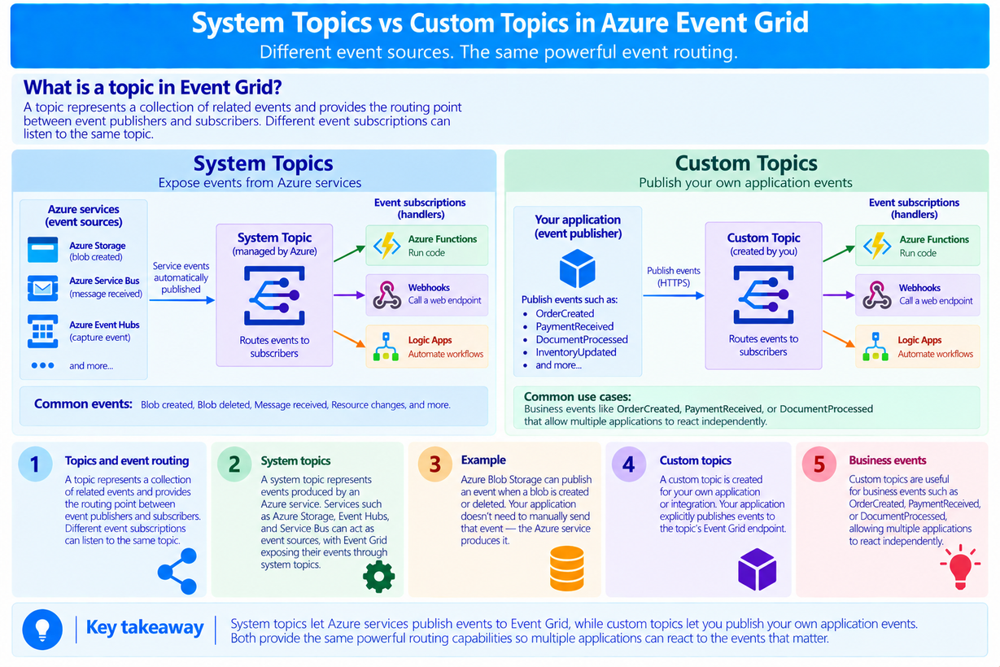 System Topics vs Custom Topics in Azure Event Grid
Different event sources. The same powerful event routing.
What is a topic in Event Grid?
A topic represents a collection of related events and provides the routing point
between event publishers and subscribers. Different event subscriptions can
listen to the same topic.
System Topics
Expose events from Azure services
Azure services
(event sources)
Azure Storage
(blob created)
Azure Service Bus
(message received)
Azure Event Hubs
(capture event)
and more...
Service events
automatically
published
System Topic
(managed by Azure)
Routes events to
subscribers
Event subscriptions
(handlers)
Azure Functions
Run code
Webhooks
Call a web endpoint
Logic Apps
Automate workflows
Common events: Blob created, Blob deleted, Message received, Resource changes, and more.
Custom Topics
Publish your own application events
Your application
(event publisher)
Publish events such as:
• OrderCreated
• PaymentReceived
• DocumentProcessed
• InventoryUpdated
• and more...
Publish events
(HTTPS)
Custom Topic
(created by you)
Routes events to
subscribers
Event subscriptions
(handlers)
Azure Functions
Run code
Webhooks
Call a web endpoint
Logic Apps
Automate workflows
Common use cases:
Business events like OrderCreated, PaymentReceived, or DocumentProcessed
that allow multiple applications to react independently.
1
Topics and event routing
A topic represents a collection
of related events and provides
the routing point between
event publishers and subscribers.
Different event subscriptions
can listen to the same topic.
2
System topics
A system topic represents
events produced by an
Azure service. Services such
as Azure Storage, Event Hubs,
and Service Bus can act as
event sources, with Event Grid
exposing their events through
system topics.
3
Example
Azure Blob Storage can publish
an event when a blob is created
or deleted. Your application
doesn't need to manually send
that event — the Azure service
produces it.
4
Custom topics
A custom topic is created
for your own application
or integration. Your application
explicitly publishes events to
the topic's Event Grid endpoint.
5
Business events
Custom topics are useful
for business events such as
OrderCreated, PaymentReceived,
or DocumentProcessed,
allowing multiple applications
to react independently.
Key takeaway
System topics let Azure services publish events to Event Grid, while custom topics let you publish your own application events.
Both provide the same powerful routing capabilities so multiple applications can react to the events that matter.